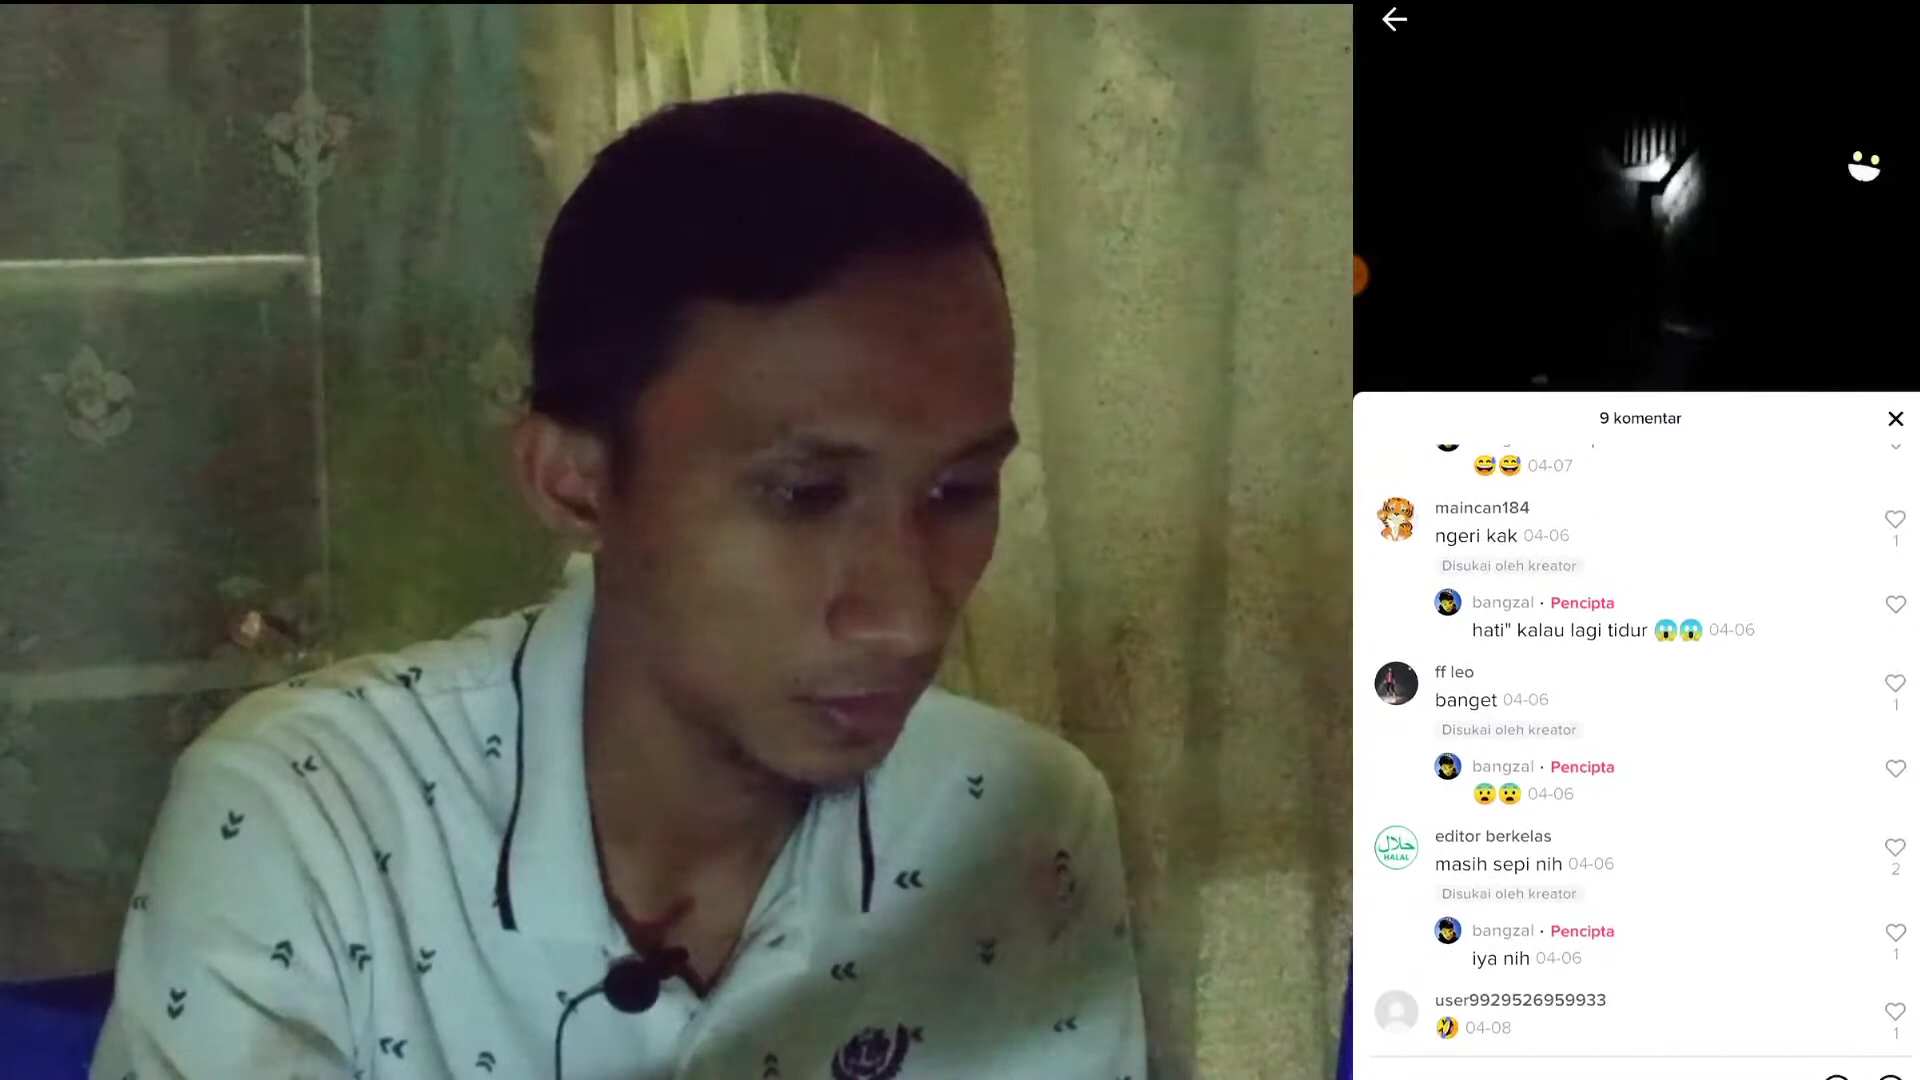 9 komentar
😅😅 04-07
maincan184
ngeri kak 04-06
1
Disukai oleh kreator
bangzal · Pencipta
hati" kalau lagi tidur 😱😱 04-06
ff leo
banget 04-06
1
Disukai oleh kreator
bangzal · Pencipta
😨😨 04-06
حلال
HALAL
editor berkelas
masih sepi nih 04-06
2
Disukai oleh kreator
bangzal · Pencipta
iya nih 04-06
1
user9929526959933
🤣 04-08
1